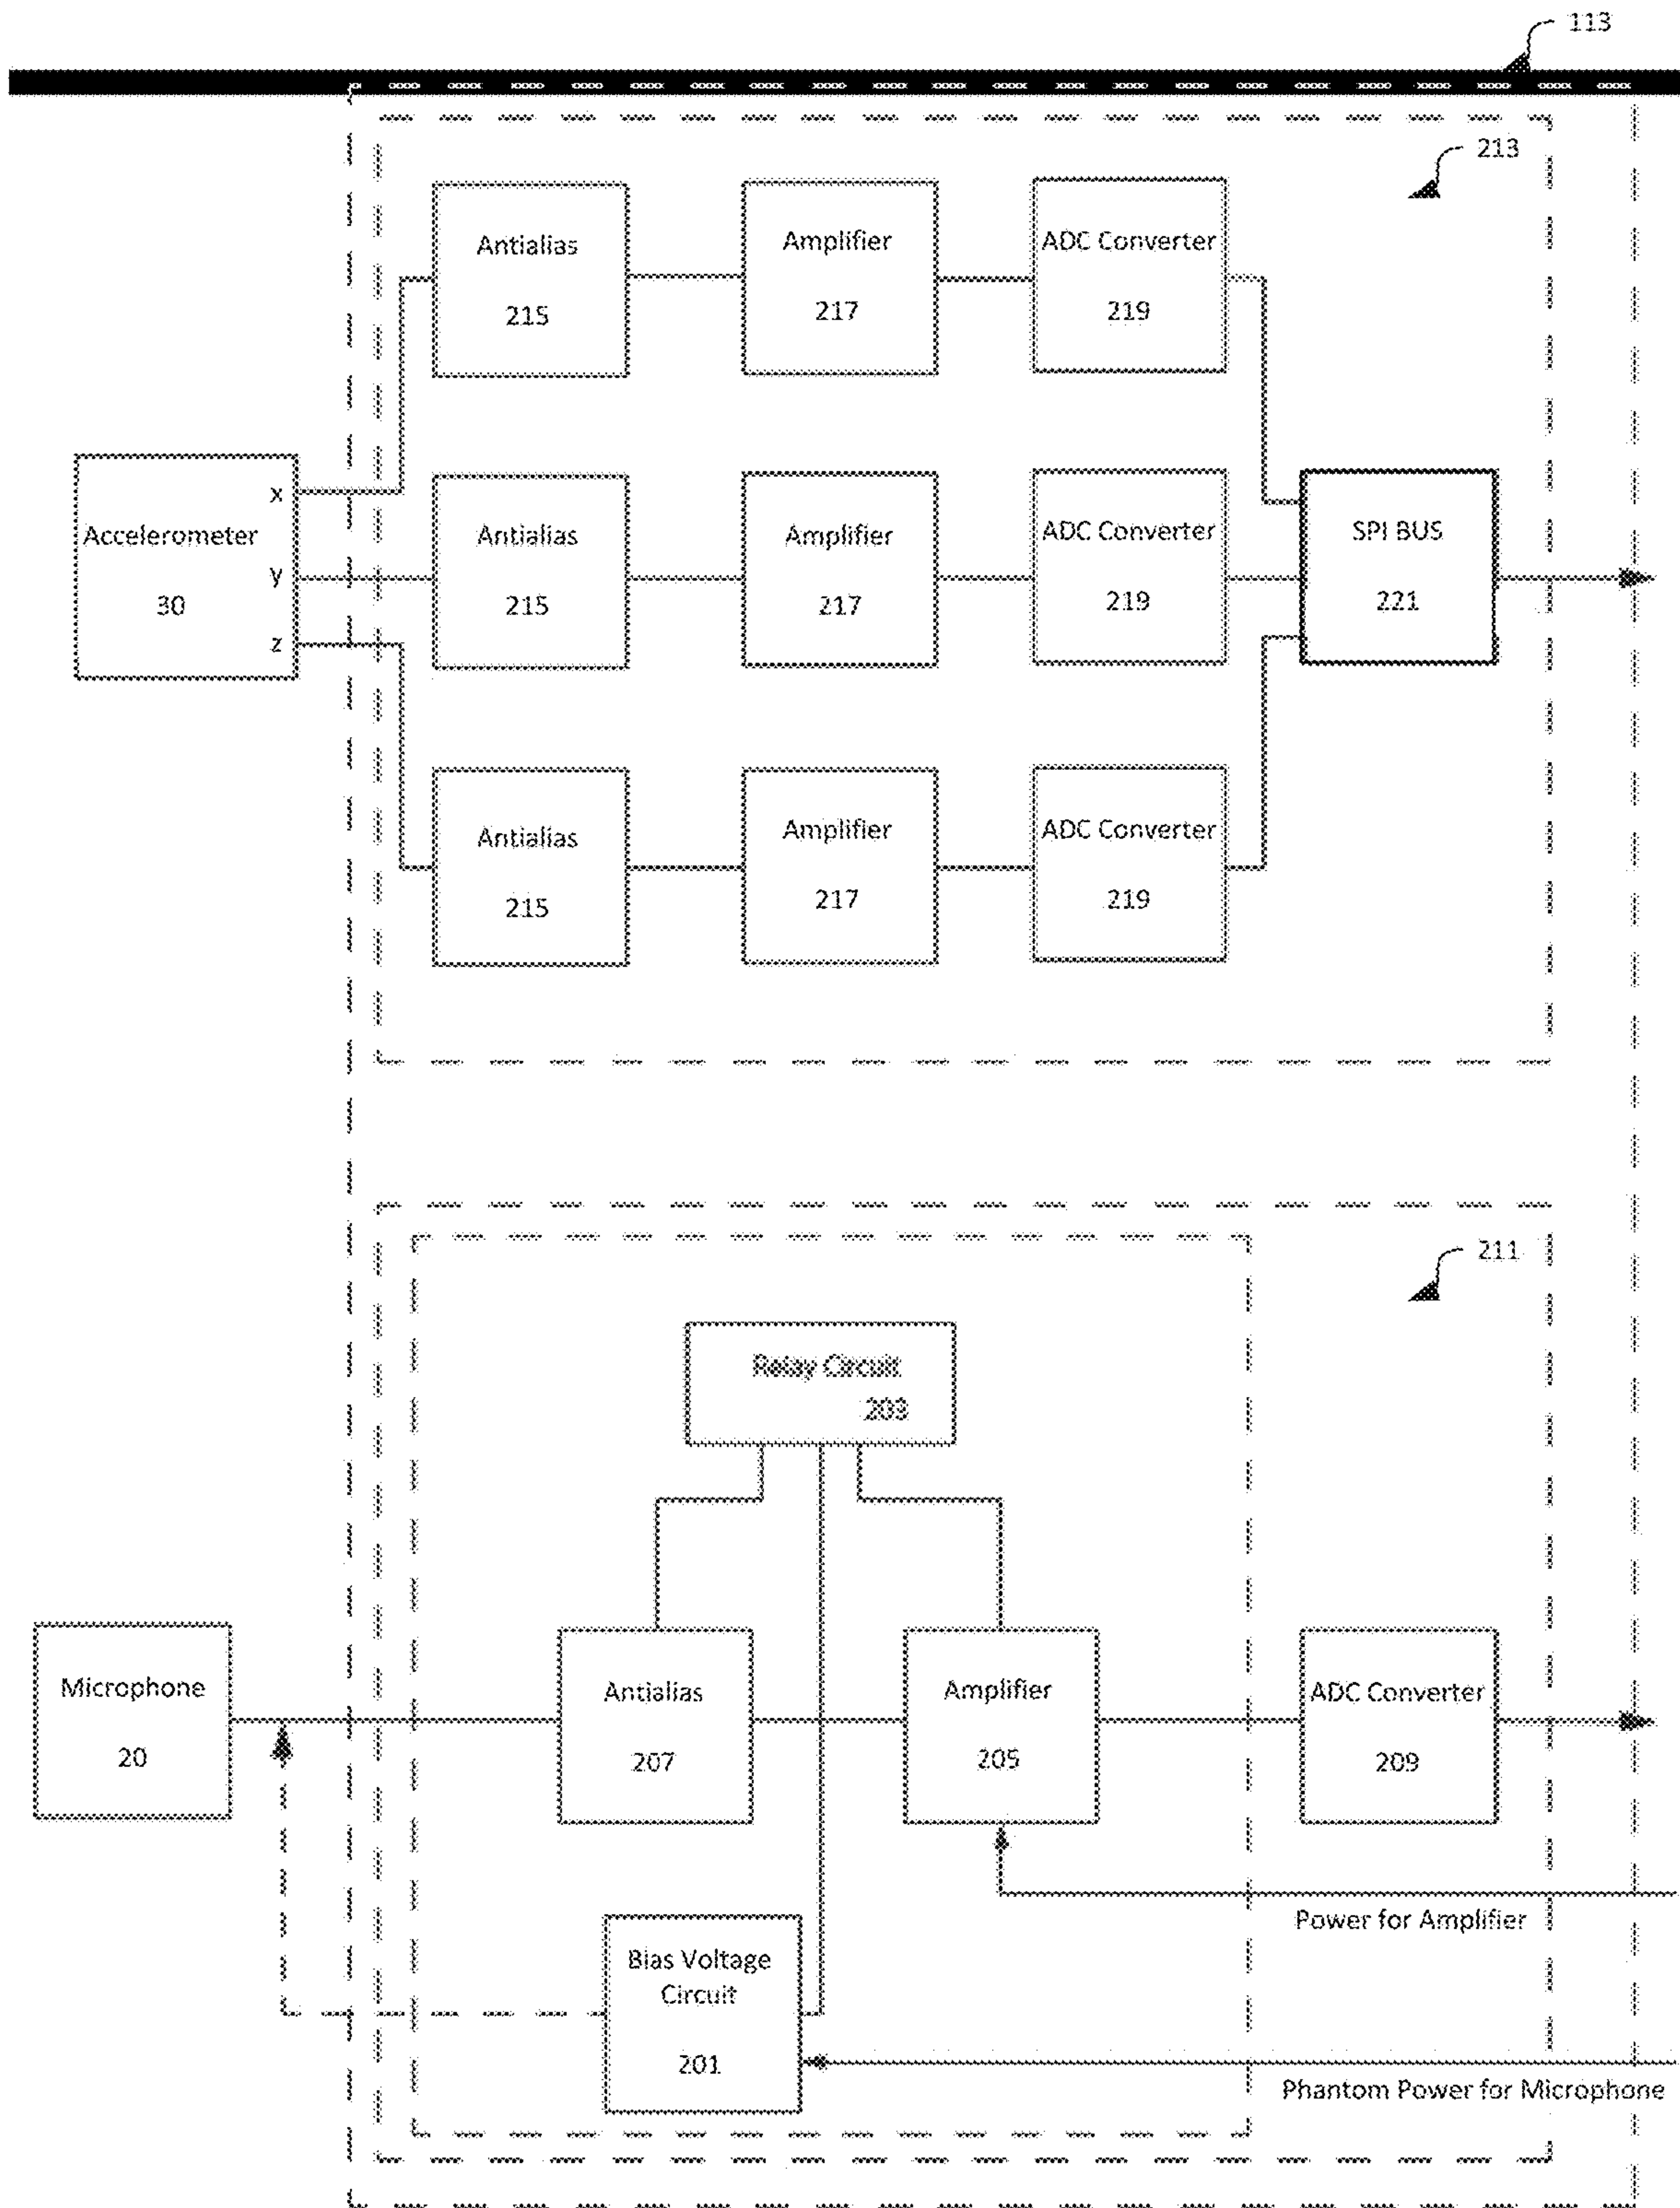 113
213
Antialias
215
Amplifier
217
ADC Converter
219
Accelerometer
30
x
y
z
Antialias
215
Amplifier
217
ADC Converter
219
SPI BUS
221
Antialias
215
Amplifier
217
ADC Converter
219
211
Relay Circuit
203
Microphone
20
Antialias
207
Amplifier
205
ADC Converter
209
Power for Amplifier
Bias Voltage
Circuit
201
Phantom Power for Microphone